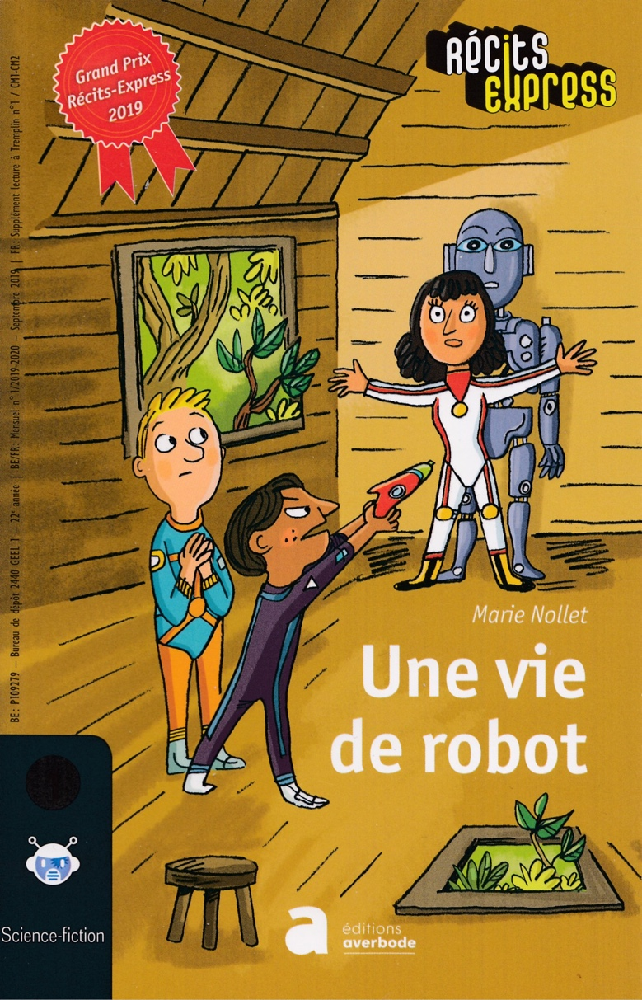 Grand Prix
Récits-Express
2019
Récits
Express
BE: P109279 — Bureau de dépôt 2440 GEEL 1 — 22e année | BE/FR: Mensuel n° 1/2019-2020 — Septembre 2019 | FR: Supplément lecture à Tremplin n°1 / CM1-CM2
Marie Nollet
Une vie
de robot
Science-fiction
a éditions
averbode